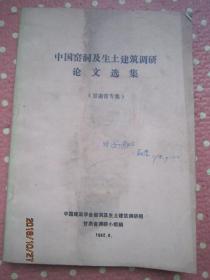 中国窑洞及生土建筑调研
论文选集
（甘肃省专集）
中国建筑学会窑洞及生土建筑调研组
甘肃省调研小组编
1982.8.
2018/10/27